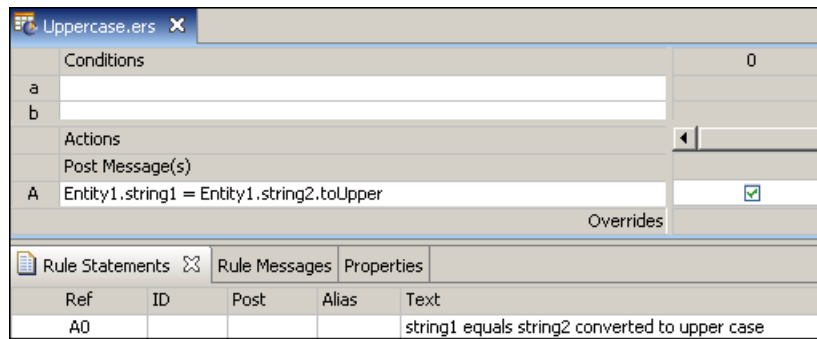 Uppercase.ers
Conditions 0
a
b
Actions
Post Message(s)
A Entity1.string1 = Entity1.string2.toUpper
Overrides
Rule Statements Rule Messages Properties
Ref ID Post Alias Text
A0 string1 equals string2 converted to upper case